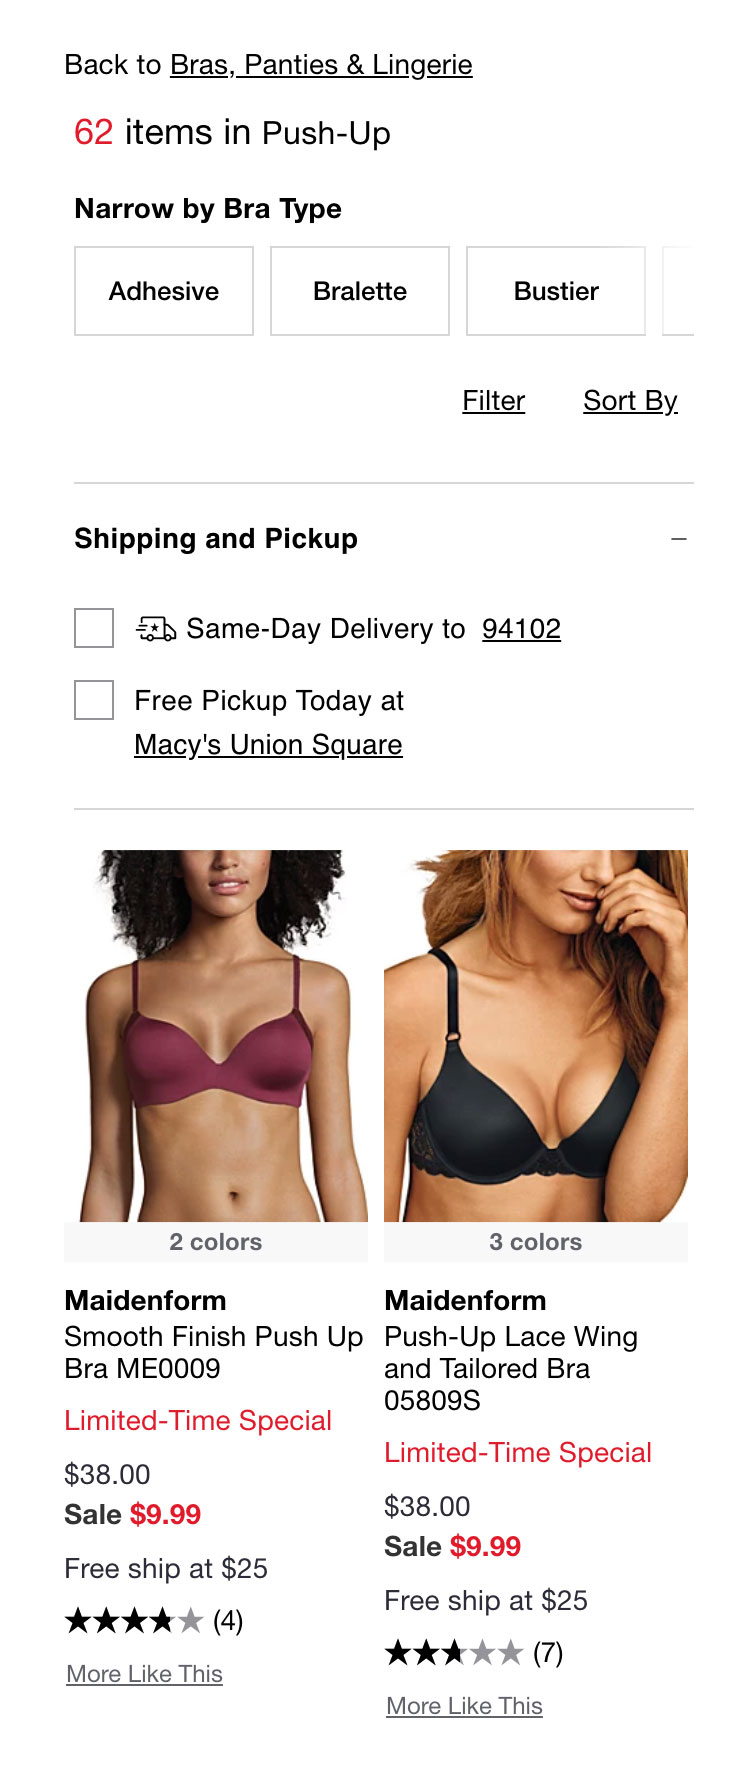 Back to Bras, Panties & Lingerie
62 items in Push-Up
Narrow by Bra Type
Adhesive
Bralette
Bustier
Filter
Sort By
Shipping and Pickup
Same-Day Delivery to 94102
Free Pickup Today at
Macy's Union Square
2 colors
Maidenform
Smooth Finish Push Up
Bra ME0009
Limited-Time Special
$38.00
Sale $9.99
Free ship at $25
(4)
More Like This
3 colors
Maidenform
Push-Up Lace Wing
and Tailored Bra
05809S
Limited-Time Special
$38.00
Sale $9.99
Free ship at $25
(7)
More Like This